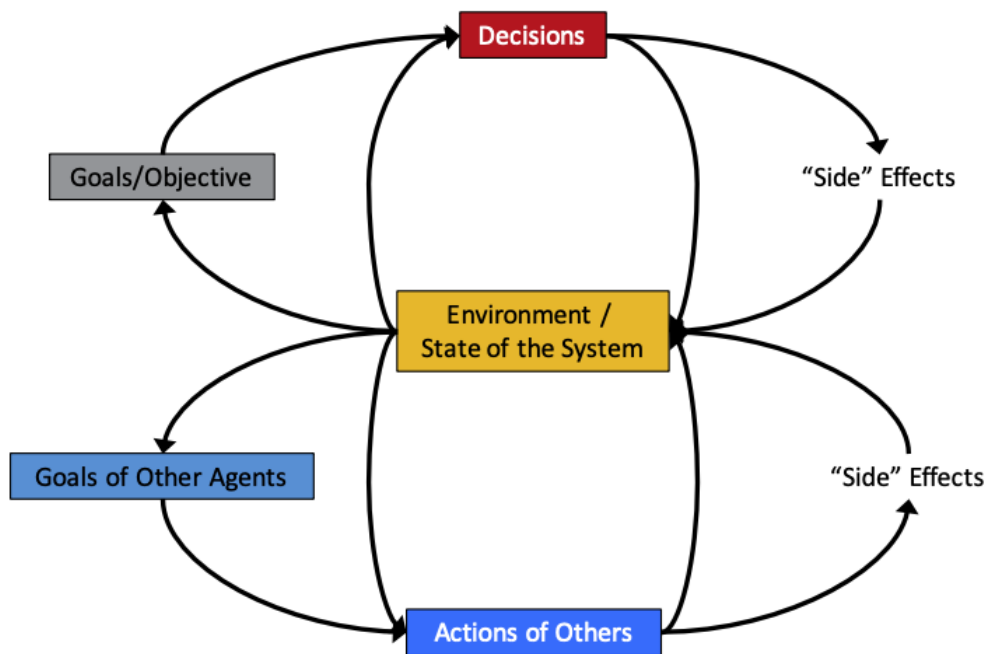 Decisions
Goals/Objective
“Side” Effects
Environment /
State of the System
Goals of Other Agents
“Side” Effects
Actions of Others